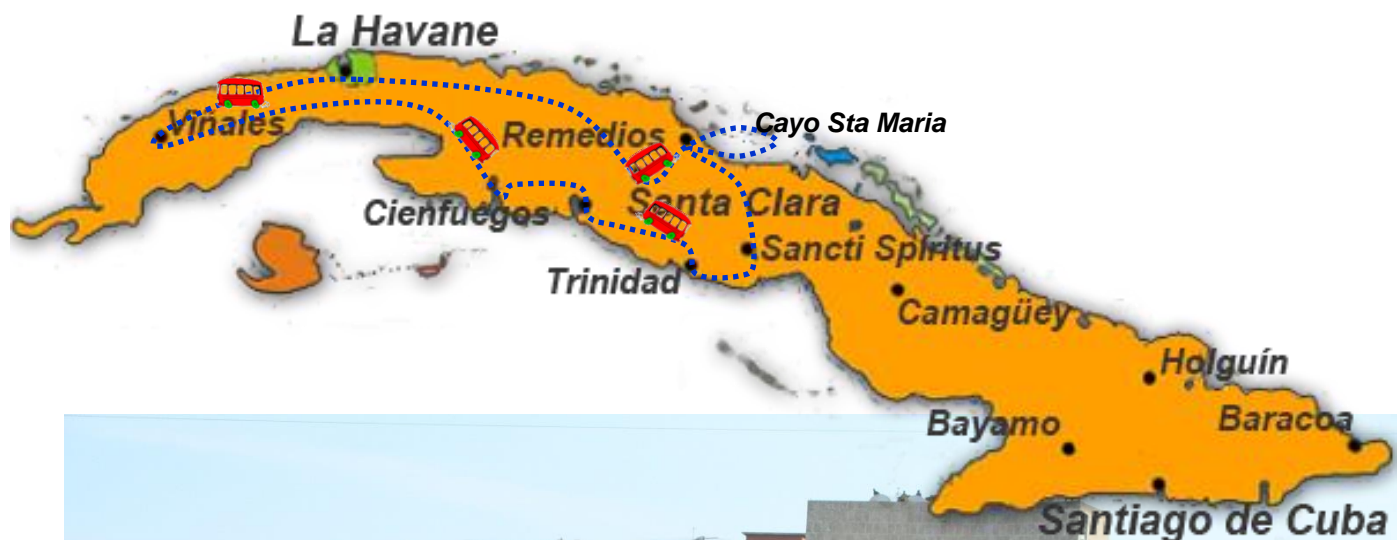 La Havane
Viñales
Remedios
Cayo Sta Maria
Cienfuegos
Santa Clara
Sancti Spiritus
Trinidad
Camagüey
Holguín
Bayamo
Baracoa
Santiago de Cuba